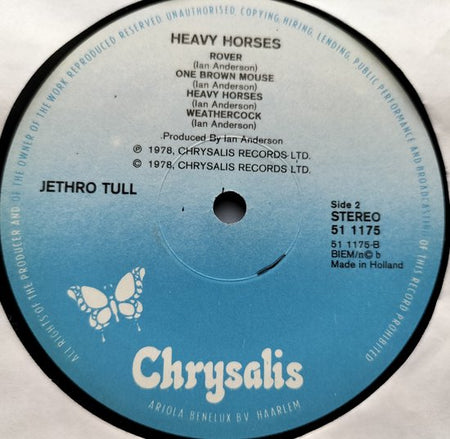 ALL RIGHTS OF THE PRODUCER AND OF THE OWNER OF THE WORK REPRODUCED RESERVED. UNAUTHORISED COPYING, HIRING, LENDING, PUBLIC PERFORMANCE AND BROADCASTING OF THIS RECORD PROHIBITED
HEAVY HORSES
ROVER
(Ian Anderson)
ONE BROWN MOUSE
(Ian Anderson)
HEAVY HORSES
(Ian Anderson)
WEATHERCOCK
(Ian Anderson)
Produced By Ian Anderson
℗ 1978, CHRYSALIS RECORDS LTD.
© 1978, CHRYSALIS RECORDS LTD.
JETHRO TULL
Side 2
STEREO
51 1175
51 1175-B
BIEM/n© b
Made in Holland
Chrysalis
ARIOLA BENELUX B.V. HAARLEM